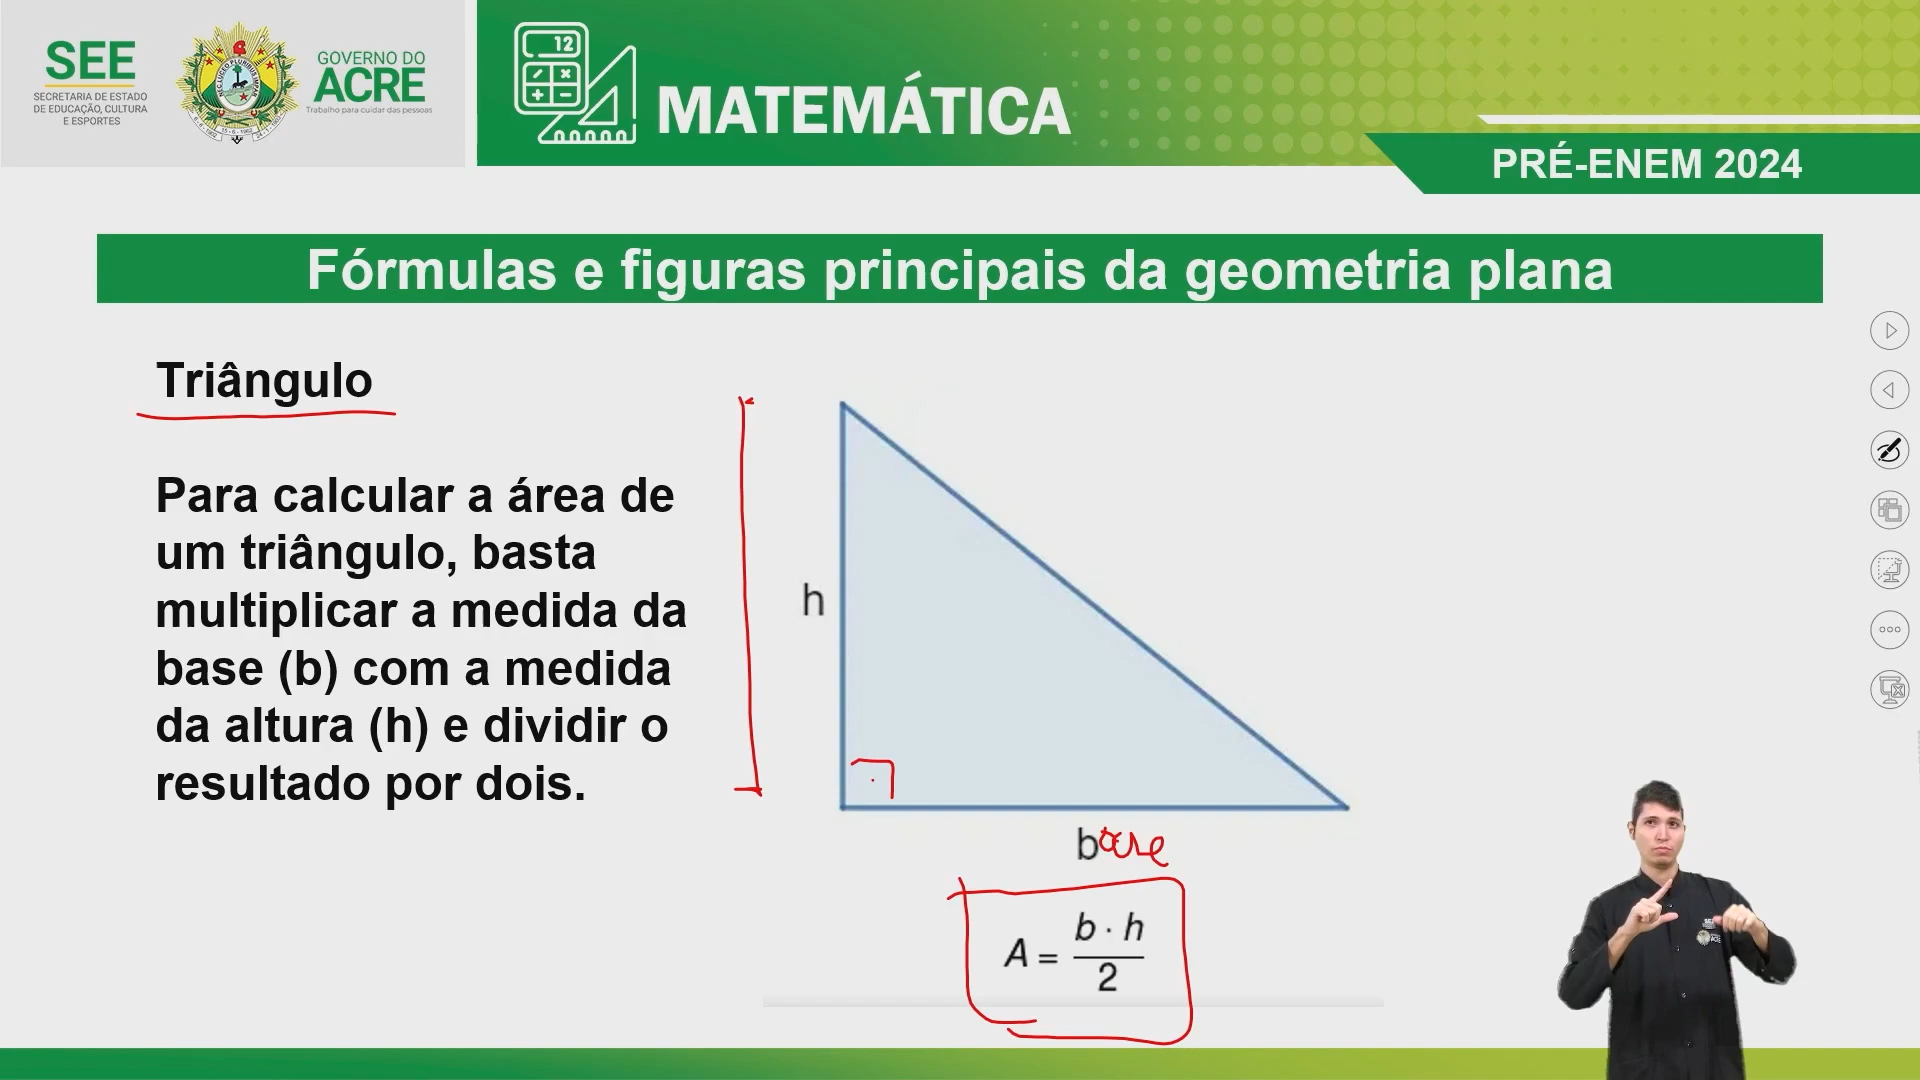 SEE
SECRETARIA DE ESTADO
DE EDUCAÇÃO, CULTURA
E ESPORTES
GOVERNO DO
ACRE
Trabalho para cuidar das pessoas
12
MATEMÁTICA
PRÉ-ENEM 2024
Fórmulas e figuras principais da geometria plana
Triângulo
Para calcular a área de
um triângulo, basta
multiplicar a medida da
base (b) com a medida
da altura (h) e dividir o
resultado por dois.
h
base
A = b · h / 2